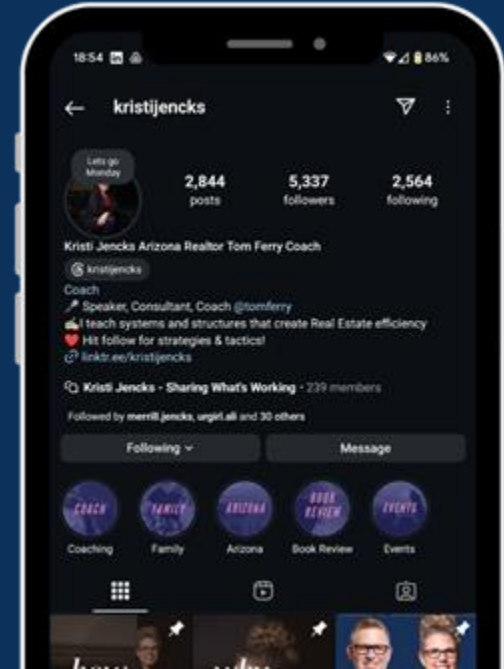 18:54
86%
kristijencks
Lets go
Monday
2,844
posts
5,337
followers
2,564
following
Kristi Jencks Arizona Realtor Tom Ferry Coach
kristijencks
Coach
Speaker, Consultant, Coach @tomferry
I teach systems and structures that create Real Estate efficiency
Hit follow for strategies & tactics!
linktr.ee/kristijencks
Kristi Jencks - Sharing What's Working · 239 members
Followed by merrill.jencks, urgirl.ali and 30 others
Following
Message
COACH
FAMILY
ARIZONA
BOOK
REVIEW
EVENTS
Coaching
Family
Arizona
Book Review
Events